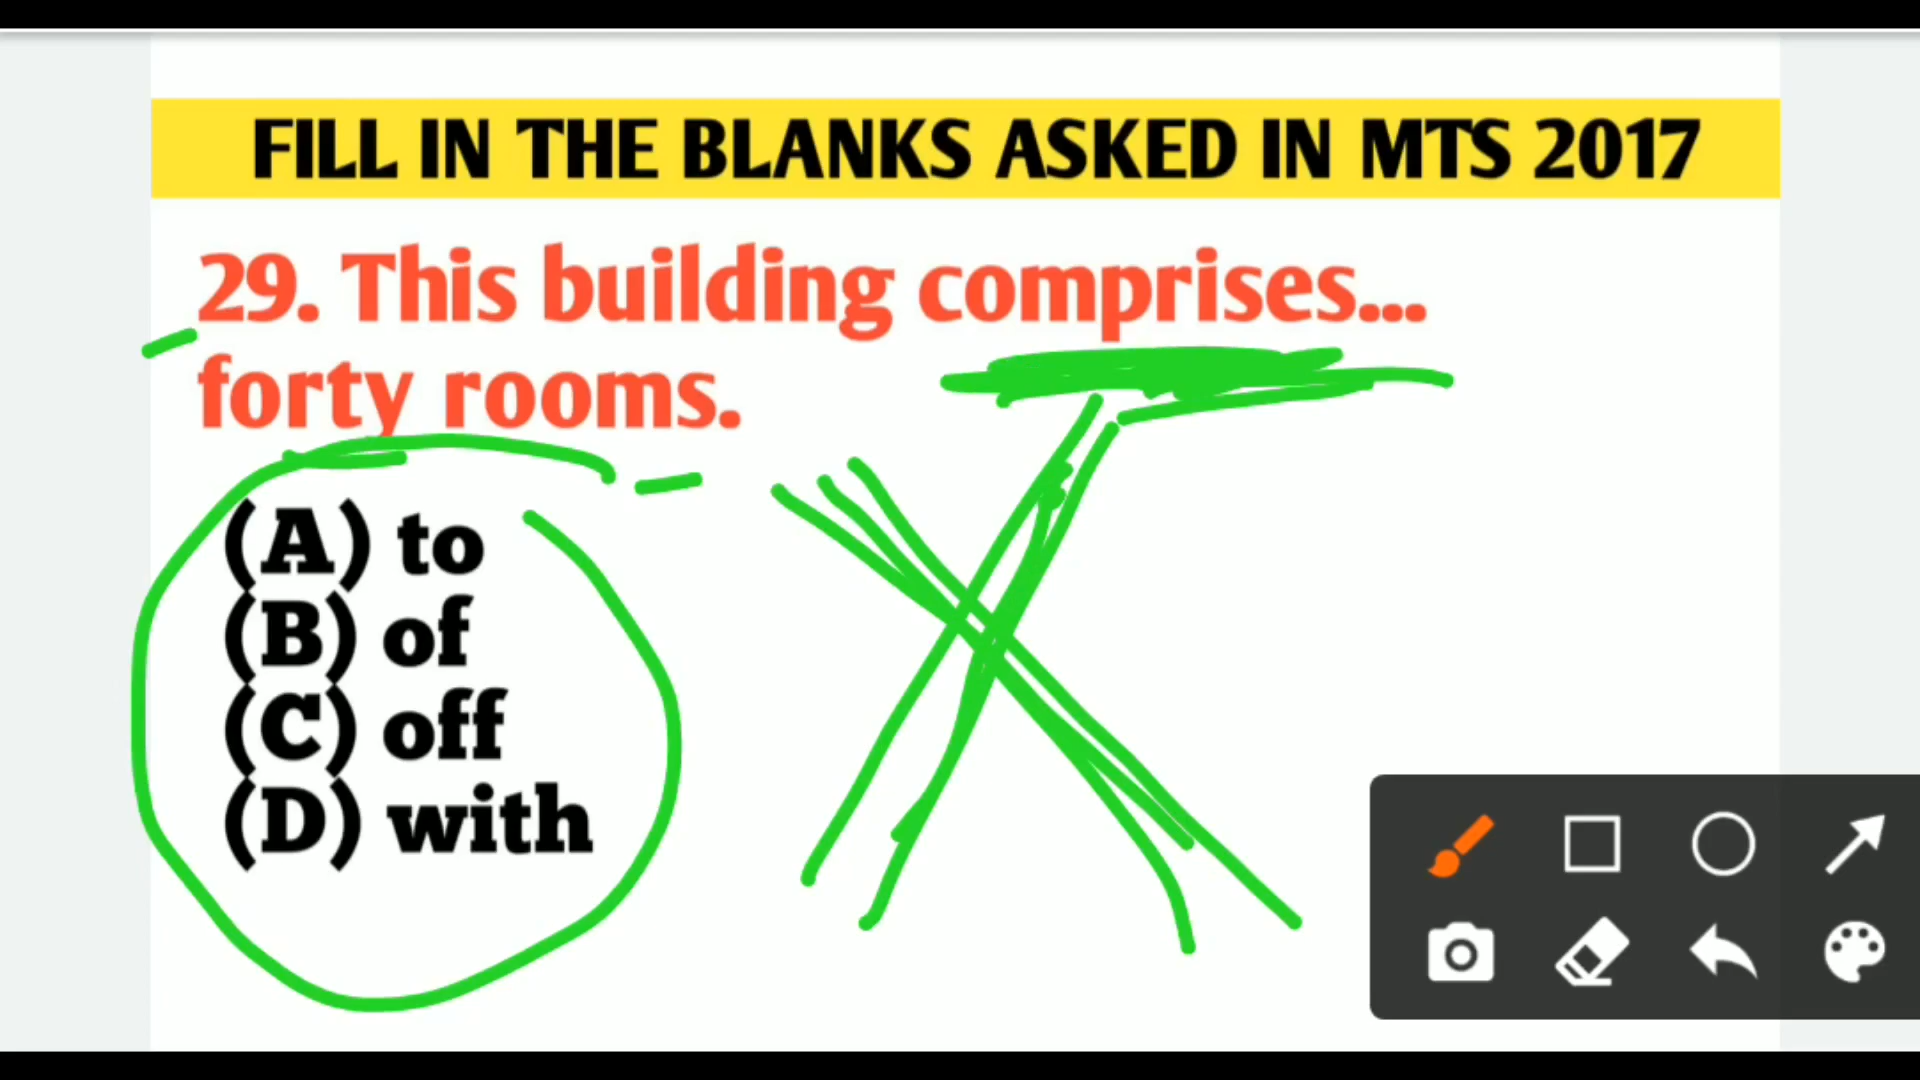 FILL IN THE BLANKS ASKED IN MTS 2017
29. This building comprises...
forty rooms.
(A) to
(B) of
(C) off
(D) with